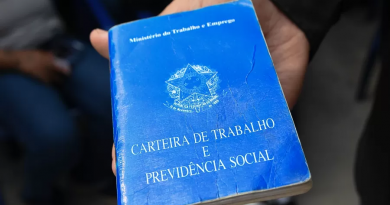 Ministério do Trabalho e Emprego
CARTEIRA DE TRABALHO
E
PREVIDÊNCIA SOCIAL